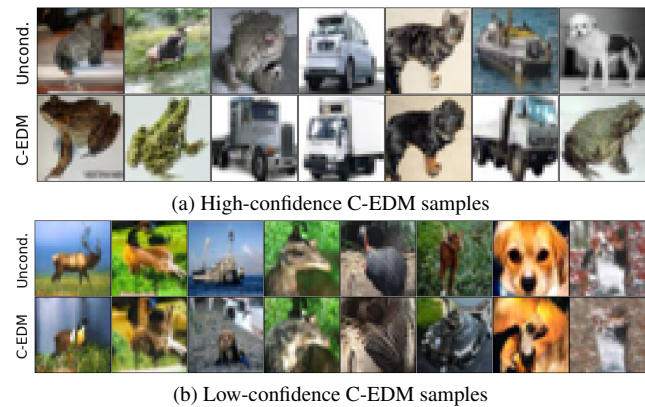 Uncond.
C-EDM
(a) High-confidence C-EDM samples
Uncond.
C-EDM
(b) Low-confidence C-EDM samples